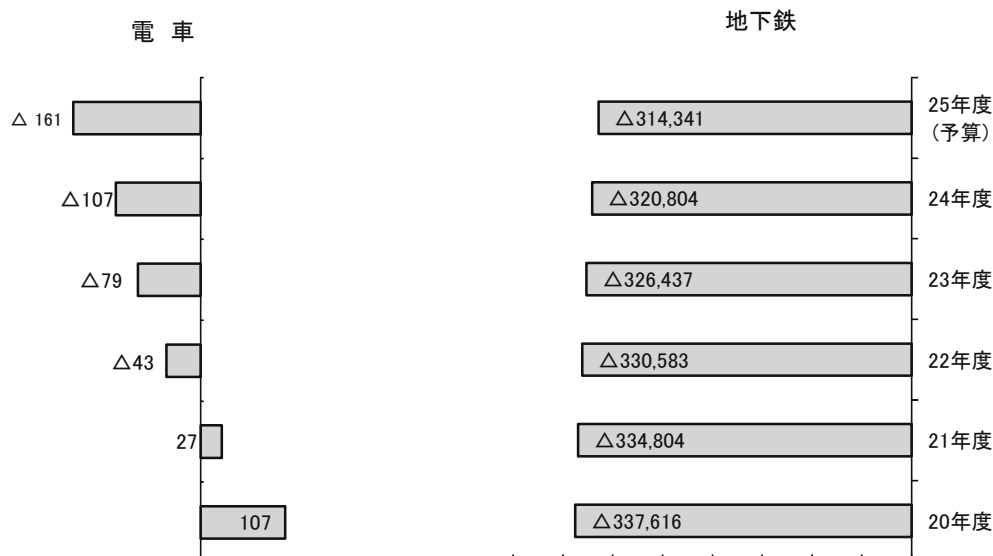 電 車
地下鉄
△ 161
△314,341
25年度
(予算)
△107
△320,804
24年度
△79
△326,437
23年度
△43
△330,583
22年度
27
△334,804
21年度
107
△337,616
20年度